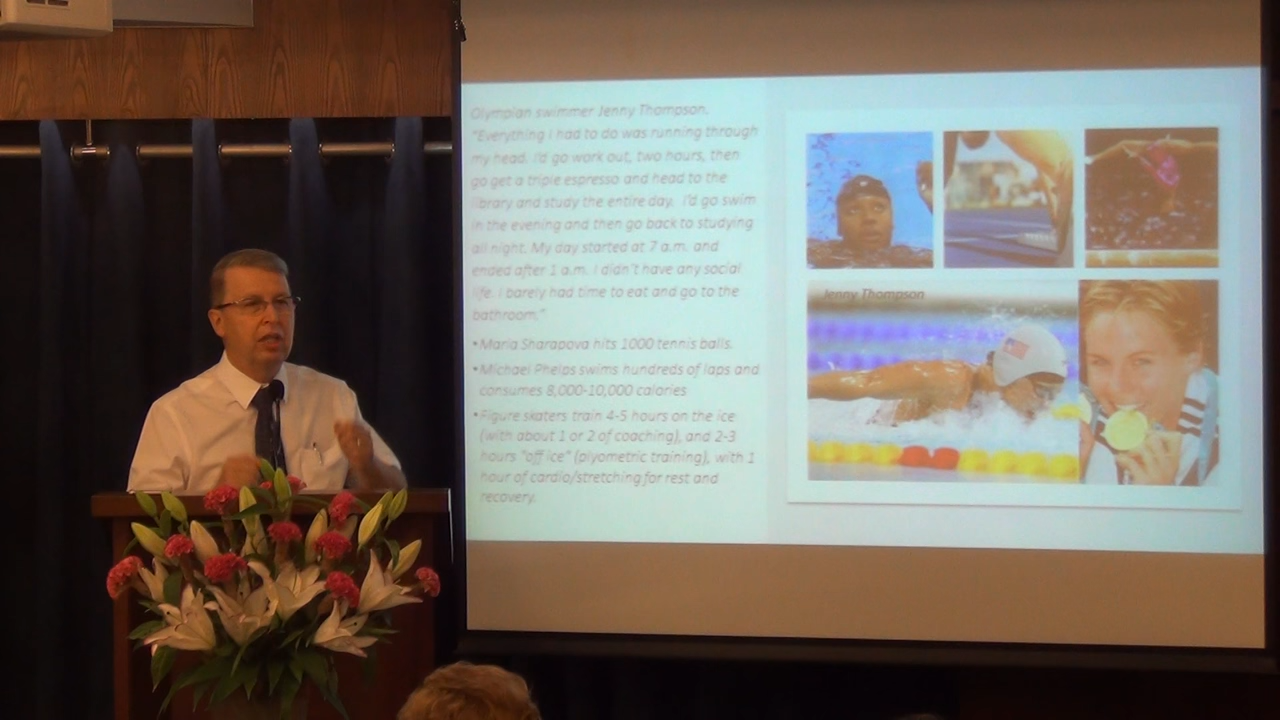 Olympian swimmer Jenny Thompson.
"Everything I had to do was running through
my head. I'd go work out, two hours, then
go get a triple espresso and head to the
library and study the entire day. I'd go swim
in the evening and then go back to studying
all night. My day started at 7 a.m. and
ended after 1 a.m. I didn't have any social
life. I barely had time to eat and go to the
bathroom."
•Maria Sharapova hits 1000 tennis balls.
•Michael Phelps swims hundreds of laps and
consumes 8,000-10,000 calories
•Figure skaters train 4-5 hours on the ice
(with about 1 or 2 of coaching), and 2-3
hours "off ice" (plyometric training), with 1
hour of cardio/stretching for rest and
recovery.
Jenny Thompson